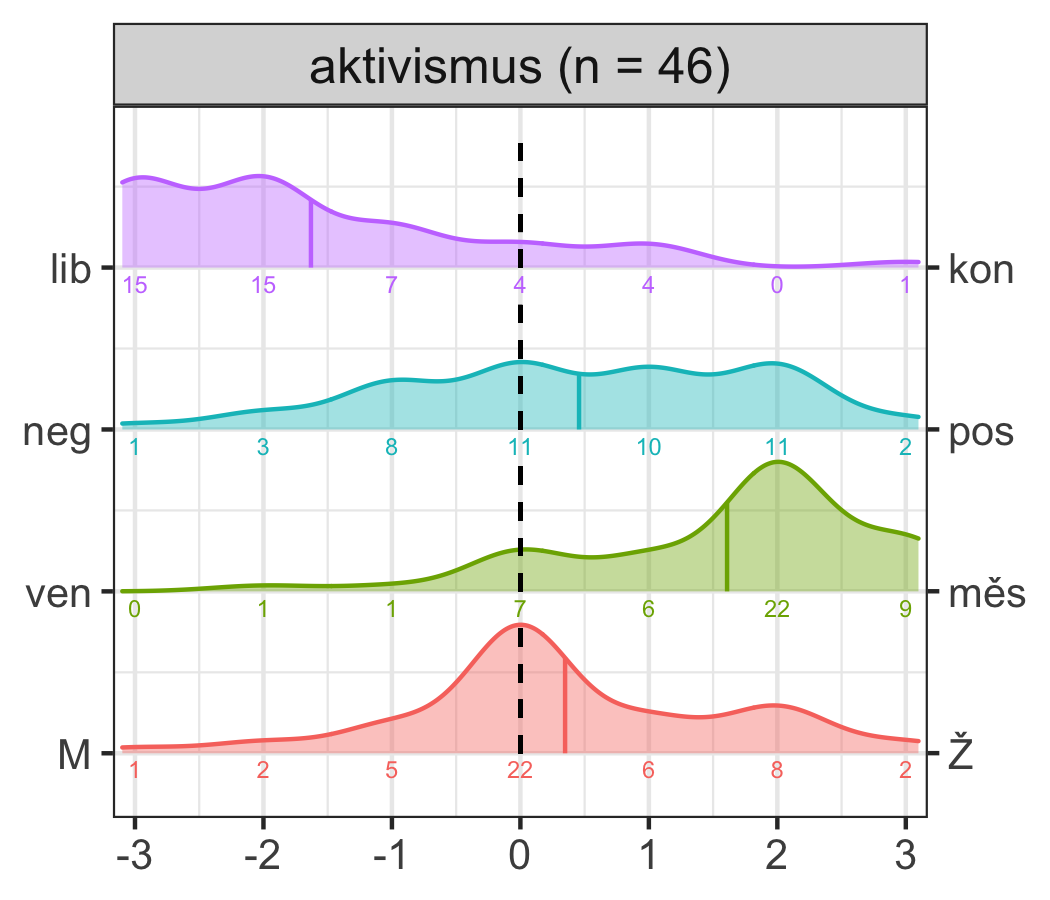 aktivismus (n = 46)
lib kon
15 15 7 4 4 0 1
neg pos
1 3 8 11 10 11 2
ven měs
0 1 1 7 6 22 9
M Ž
1 2 5 22 6 8 2
-3 -2 -1 0 1 2 3